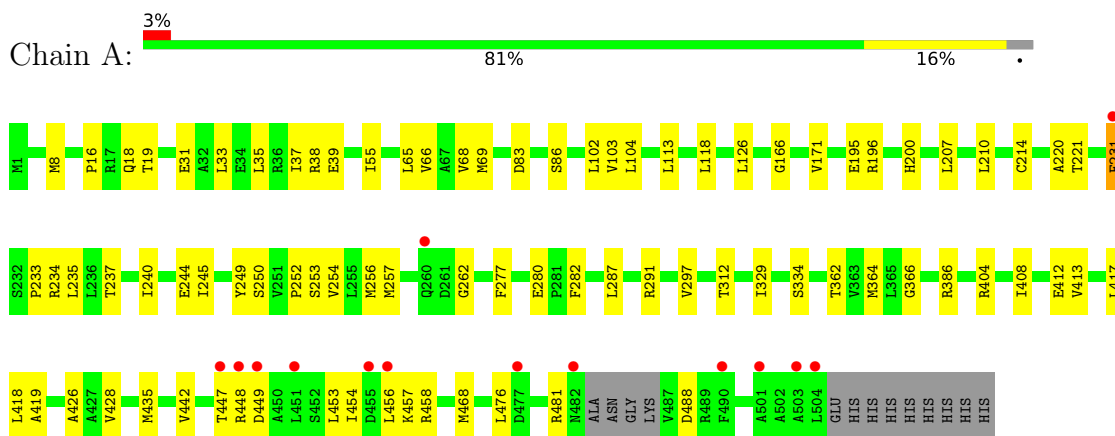 3%
Chain A:
81% 16% •
M1 M8 P16 R17 Q18 T19 E31 A32 L33 E34 L35 R36 I37 R38 E39 I55 L65 V66 A67 V68 M69 D83 S86 L102 V103 L104 L113 L118 L126 G166 V171 E195 R196 H200 L207 L210 C214 A220 T221 E231
S232 P233 R234 L235 L236 T237 I240 E244 I245 Y249 S250 V251 P252 S253 V254 L255 M256 M257 Q260 D261 G262 F277 E280 P281 F282 L287 R291 V297 T312 I329 S334 T362 V363 M364 L365 G366 R386 R404 I408 E412 V413
L418 A419 A426 A427 V428 M435 V442 T447 R448 D449 A450 L451 S452 L453 I454 D455 L456 K457 R458 M468 L476 D477 R481 N482 ALA ASN GLY LYS V487 D488 R489 F490 A501 A502 A503 L504 GLU HIS HIS HIS HIS HIS HIS HIS HIS